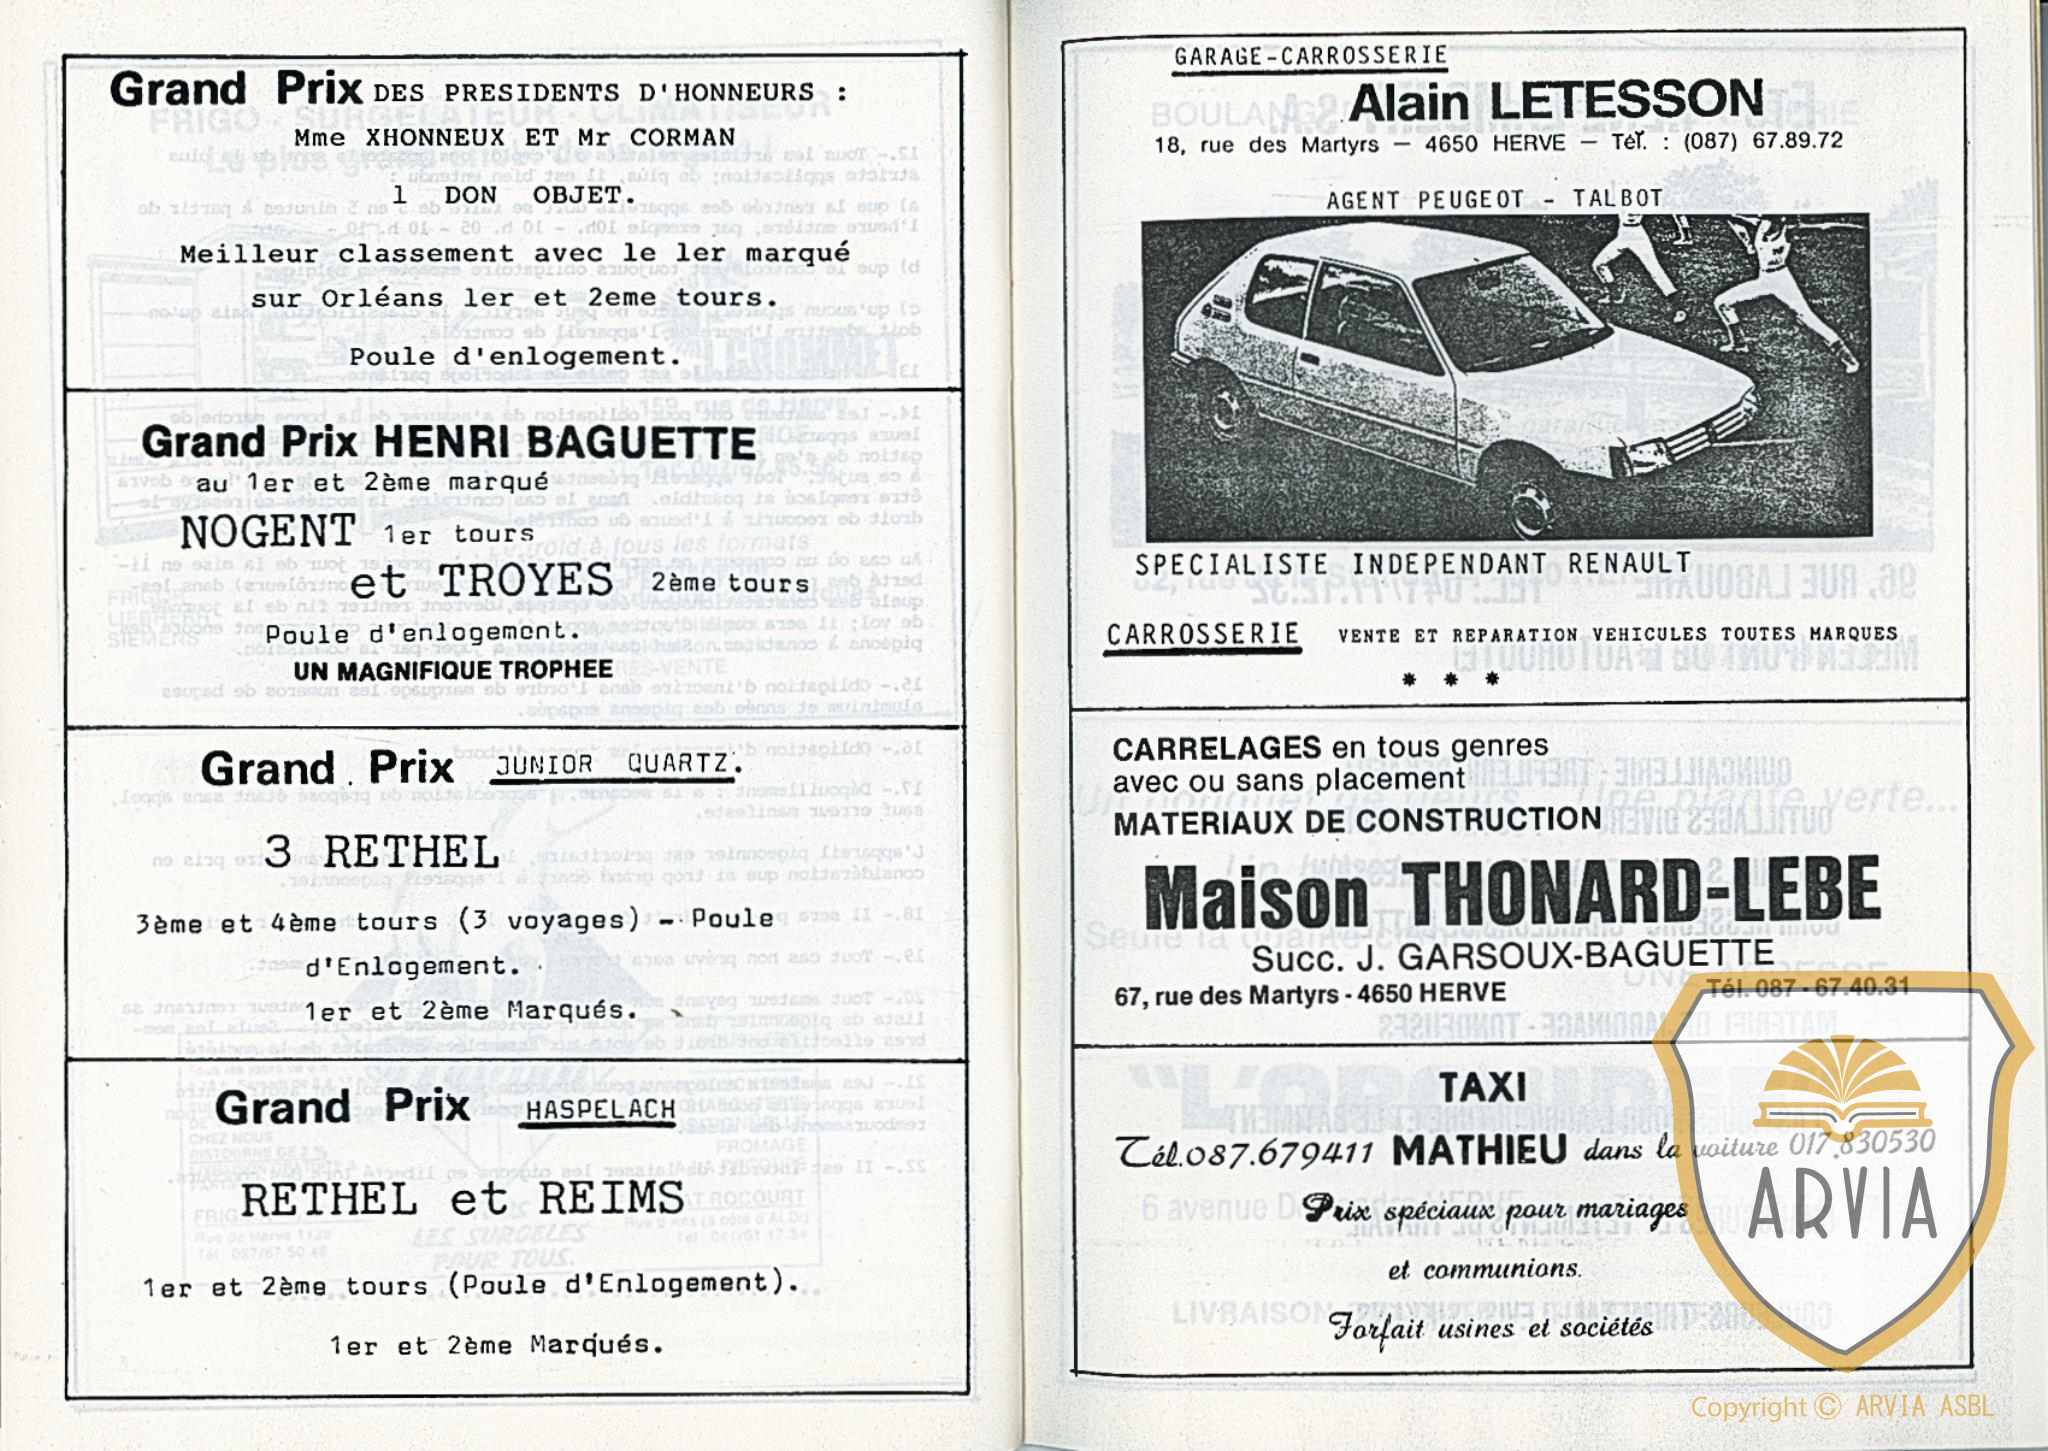 Grand Prix DES PRESIDENTS D'HONNEURS :
Mme XHONNEUX ET Mr CORMAN
1 DON OBJET.
Meilleur classement avec le 1er marqué
sur Orléans 1er et 2eme tours.
Poule d'enlogement.
Grand Prix HENRI BAGUETTE
au 1er et 2ème marqué
NOGENT 1er tours
et TROYES 2ème tours
Poule d'enlogement.
UN MAGNIFIQUE TROPHEE
Grand Prix JUNIOR QUARTZ.
3 RETHEL
3ème et 4ème tours (3 voyages) - Poule
d'Enlogement.
1er et 2ème Marqués.
Grand Prix HASPELACH
RETHEL et REIMS
1er et 2ème tours (Poule d'Enlogement).
1er et 2ème Marqués.
GARAGE-CARROSSERIE
Alain LETESSON
18, rue des Martyrs — 4650 HERVE — Tél. : (087) 67.89.72
AGENT PEUGEOT - TALBOT
SPECIALISTE INDEPENDANT RENAULT
CARROSSERIE VENTE ET REPARATION VEHICULES TOUTES MARQUES
* * *
CARRELAGES en tous genres
avec ou sans placement
MATERIAUX DE CONSTRUCTION
Maison THONARD-LEBE
Succ. J. GARSOUX-BAGUETTE
67, rue des Martyrs - 4650 HERVE Tél. 087 - 67.40.31
TAXI
Tél.087.679411 MATHIEU dans la voiture 017.830530
Prix spéciaux pour mariages
et communions.
Forfait usines et sociétés
ARVIA
Copyright © ARVIA ASBL